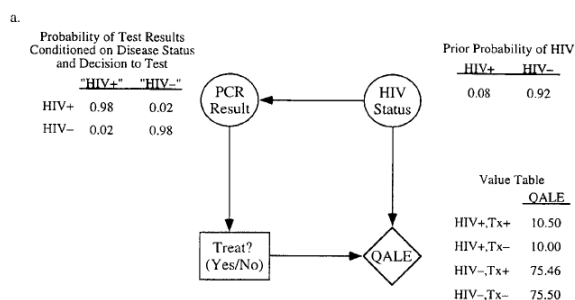 a.
Probability of Test Results
Conditioned on Disease Status
and Decision to Test
"HIV+" "HIV–"
HIV+ 0.98 0.02
HIV– 0.02 0.98
PCR
Result
HIV
Status
Prior Probability of HIV
HIV+ HIV–
0.08 0.92
Treat?
(Yes/No)
QALE
Value Table
QALE
HIV+,Tx+ 10.50
HIV+,Tx– 10.00
HIV–,Tx+ 75.46
HIV–,Tx– 75.50